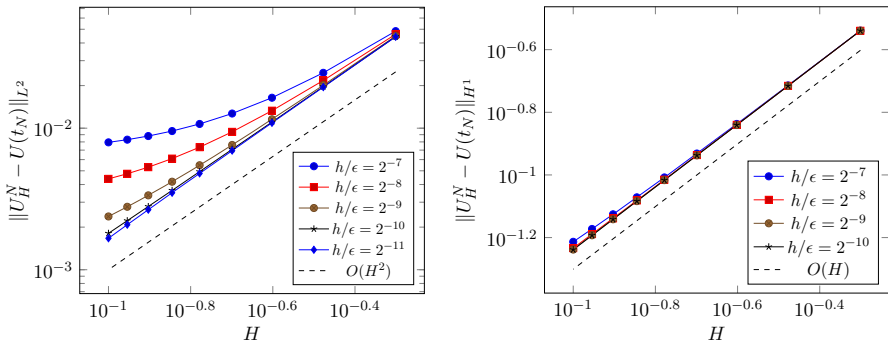 10^{-2}
10^{-3}
10^{-1}
10^{-0.8}
10^{-0.6}
10^{-0.4}
H
\|U_H^N - U(t_N)\|_{L^2}
h/ϵ = 2^{-7}
h/ϵ = 2^{-8}
h/ϵ = 2^{-9}
h/ϵ = 2^{-10}
h/ϵ = 2^{-11}
O(H^2)
10^{-0.6}
10^{-0.8}
10^{-1}
10^{-1.2}
10^{-1}
10^{-0.8}
10^{-0.6}
10^{-0.4}
H
\|U_H^N - U(t_N)\|_{H^1}
h/ϵ = 2^{-7}
h/ϵ = 2^{-8}
h/ϵ = 2^{-9}
h/ϵ = 2^{-10}
O(H)